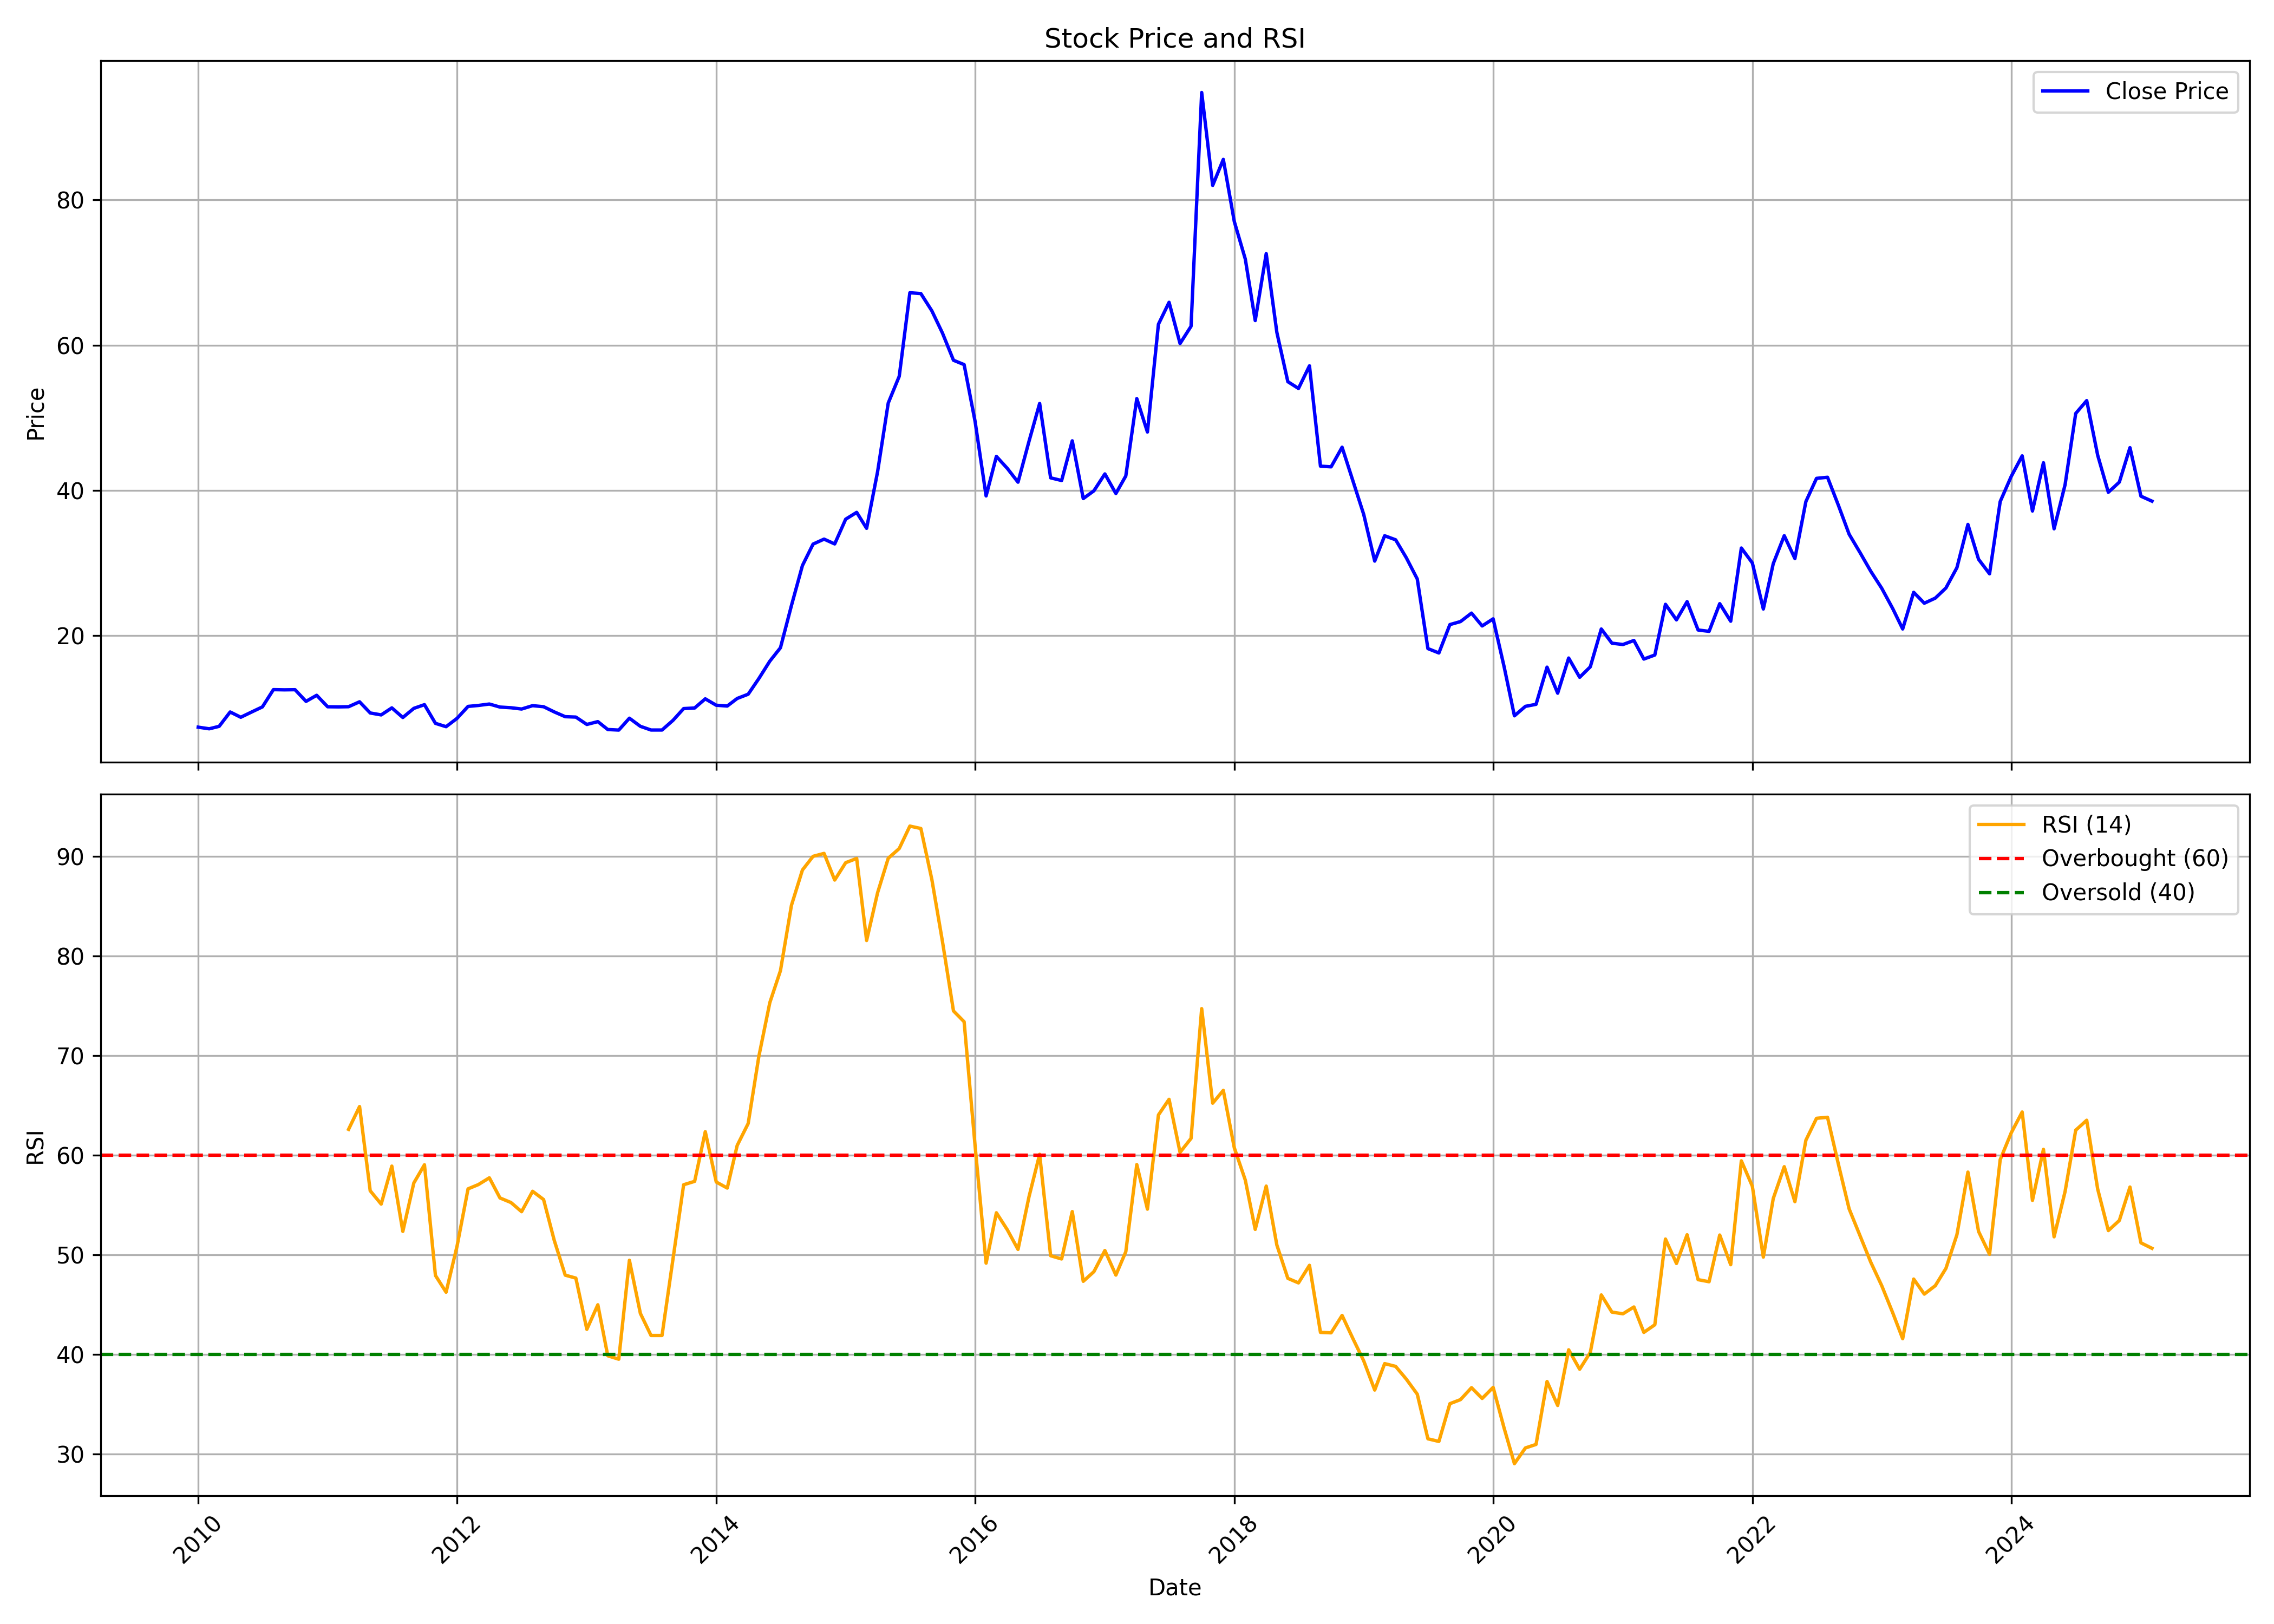 Stock Price and RSI
Close Price
80
60
40
20
Price
RSI (14)
Overbought (60)
Oversold (40)
90
80
70
60
50
40
30
RSI
2010
2012
2014
2016
2018
2020
2022
2024
Date